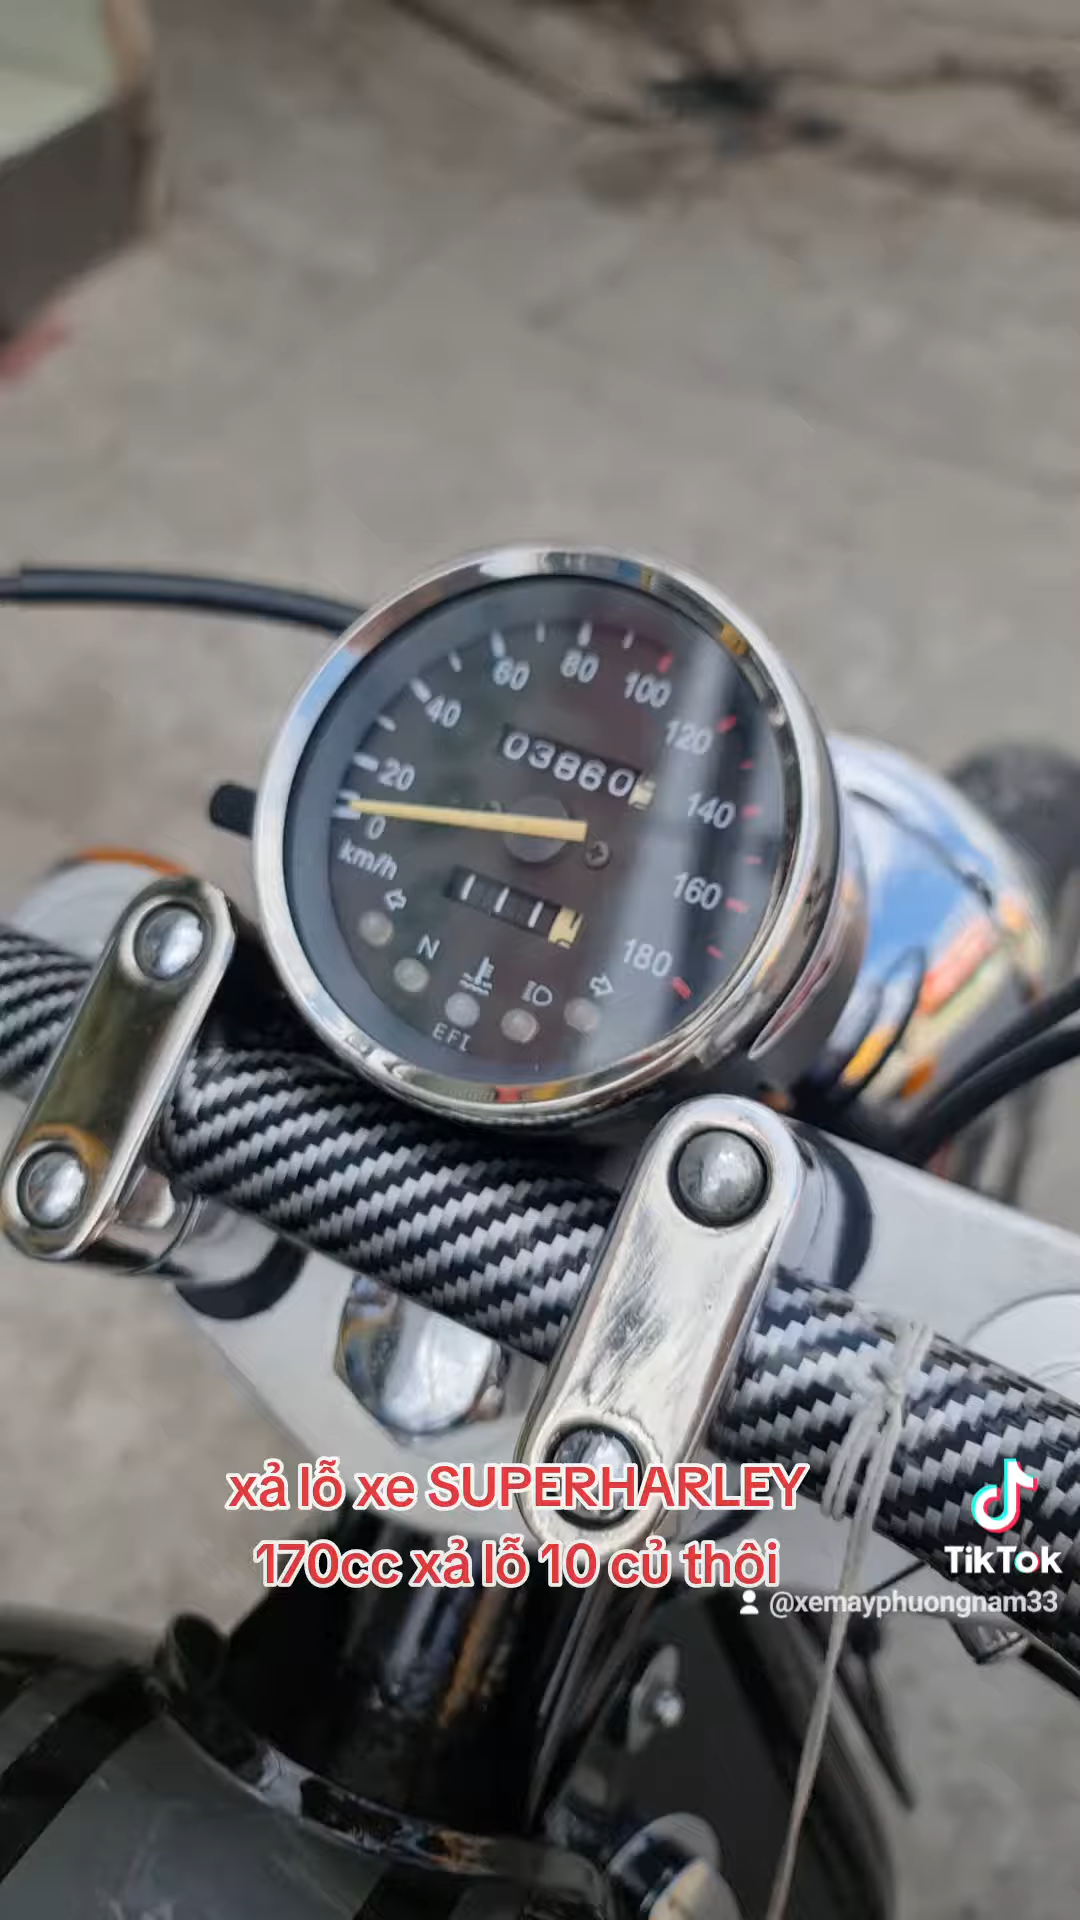 60
80
100
40
120
03860
20
140
0
km/h
160
111
N
180
EFI
xả lỗ xe SUPERHARLEY
170cc xả lỗ 10 củ thôi
TikTok
@xemayphuongnam33